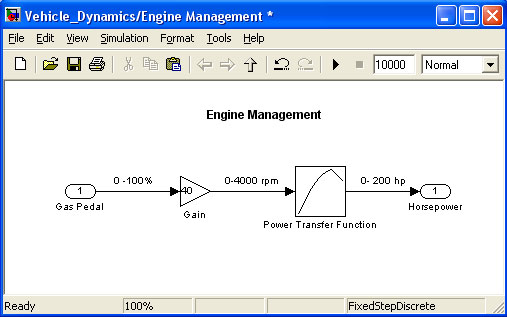 Vehicle_Dynamics/Engine Management *
File Edit View Simulation Format Tools Help
10000 Normal
Engine Management
0 -100% 0-4000 rpm 0- 200 hp
1 40 1
Gas Pedal Gain Power Transfer Function Horsepower
Ready 100% FixedStepDiscrete